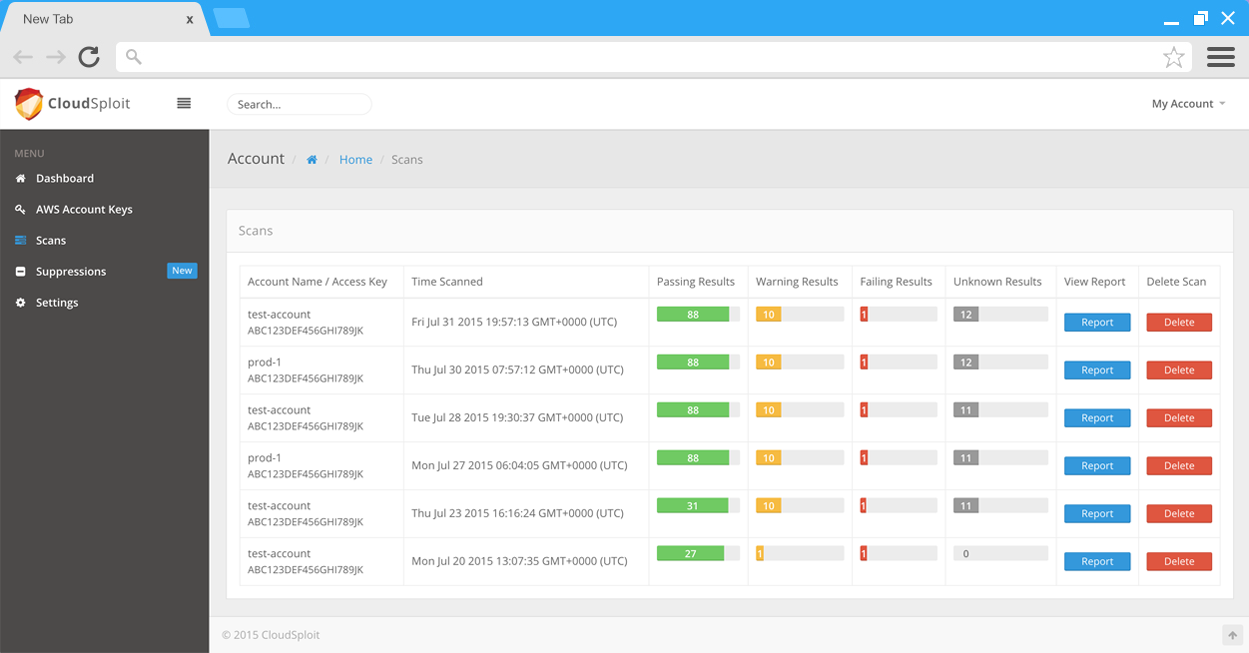 New Tab x
CloudSploit
Search...
My Account
MENU
Dashboard
AWS Account Keys
Scans
Suppressions New
Settings
Account / / Home / Scans
Scans
Account Name / Access Key Time Scanned Passing Results Warning Results Failing Results Unknown Results View Report Delete Scan
test-account
ABC123DEF456GHI789JK
Fri Jul 31 2015 19:57:13 GMT+0000 (UTC) 88 10 1 12 Report Delete
prod-1
ABC123DEF456GHI789JK
Thu Jul 30 2015 07:57:12 GMT+0000 (UTC) 88 10 1 12 Report Delete
test-account
ABC123DEF456GHI789JK
Tue Jul 28 2015 19:30:37 GMT+0000 (UTC) 88 10 1 11 Report Delete
prod-1
ABC123DEF456GHI789JK
Mon Jul 27 2015 06:04:05 GMT+0000 (UTC) 88 10 1 11 Report Delete
test-account
ABC123DEF456GHI789JK
Thu Jul 23 2015 16:16:24 GMT+0000 (UTC) 31 10 1 11 Report Delete
test-account
ABC123DEF456GHI789JK
Mon Jul 20 2015 13:07:35 GMT+0000 (UTC) 27 1 1 0 Report Delete
© 2015 CloudSploit